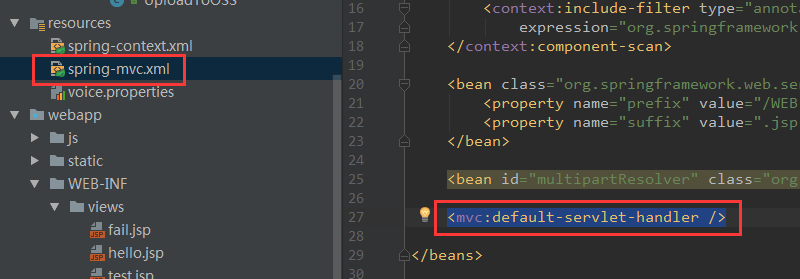 UploadToOSS
resources
spring-context.xml
spring-mvc.xml
voice.properties
webapp
js
static
WEB-INF
views
fail.jsp
hello.jsp
test.jsp
16 <context:include-filter type="annota
17 expression="org.springframework
18 </context:component-scan>
19
20 <bean class="org.springframework.web.se
21 <property name="prefix" value="/WEB
22 <property name="suffix" value=".jsp
23 </bean>
24
25 <bean id="multipartResolver" class="org
26
27 <mvc:default-servlet-handler />
28
29 </beans>